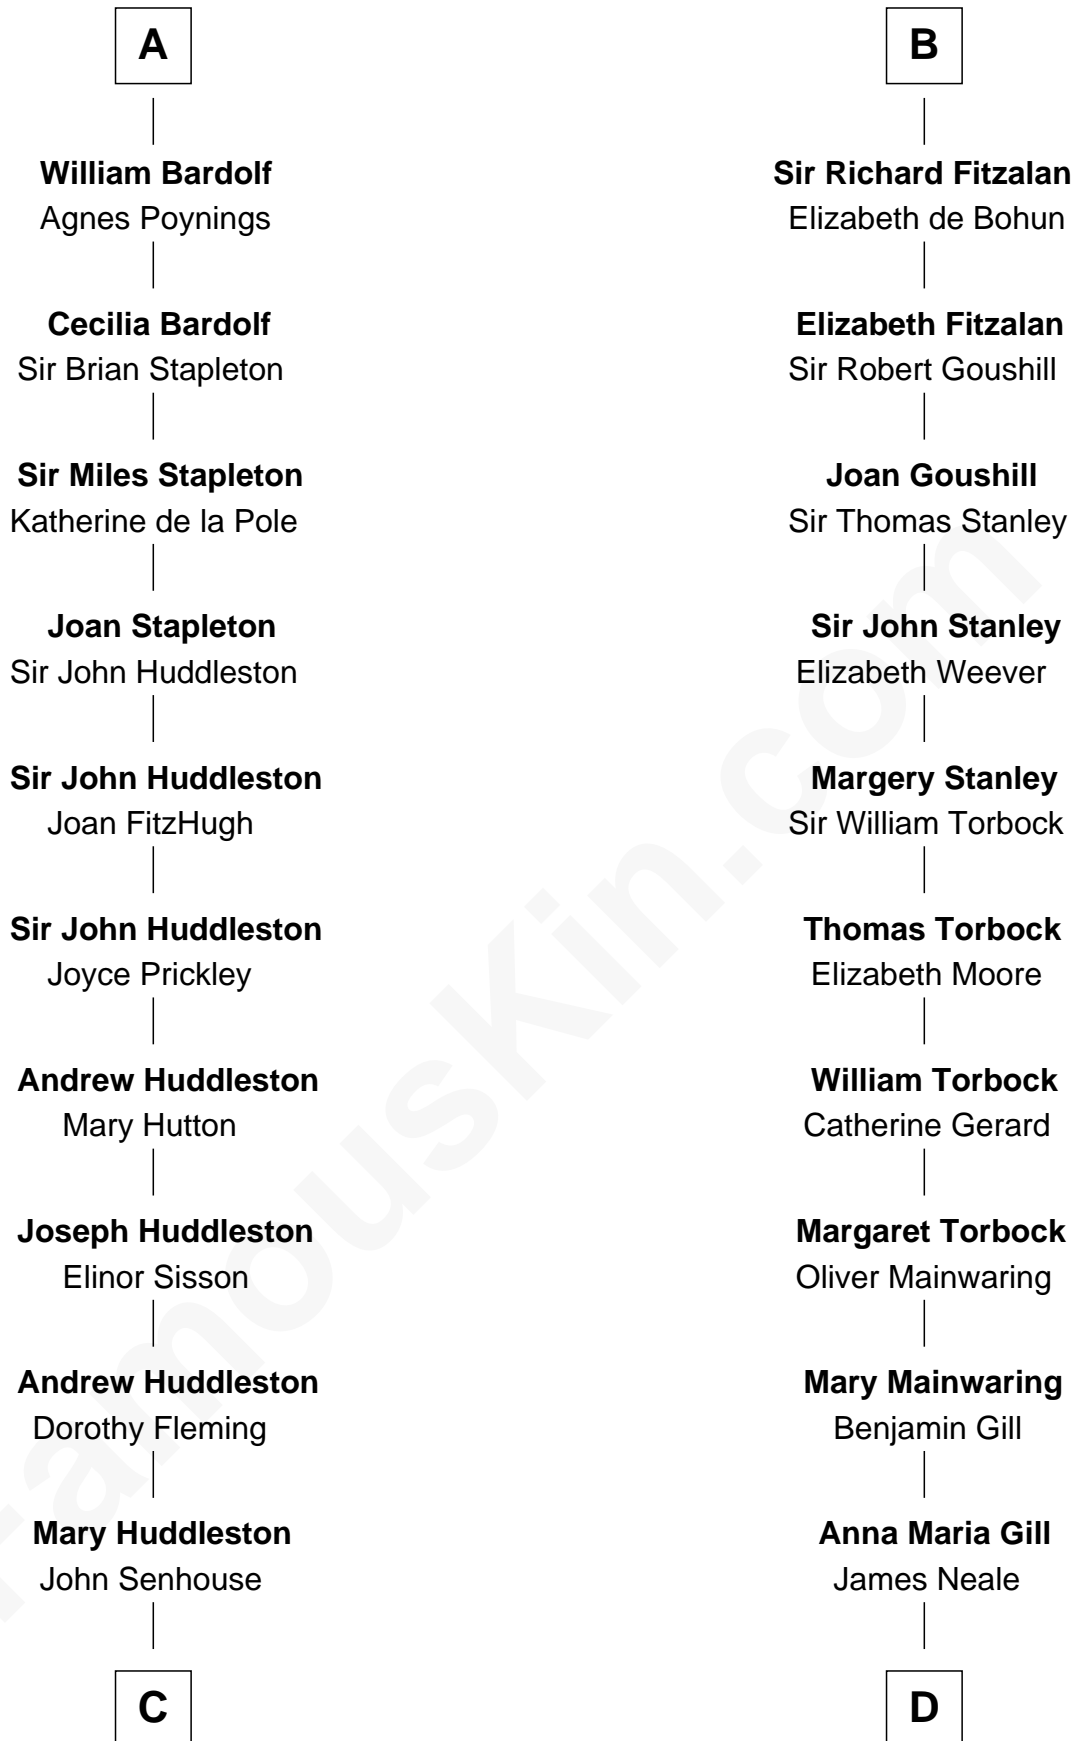 A
William Bardolf
Agnes Poynings
Cecilia Bardolf
Sir Brian Stapleton
Sir Miles Stapleton
Katherine de la Pole
Joan Stapleton
Sir John Huddleston
Sir John Huddleston
Joan FitzHugh
Sir John Huddleston
Joyce Prickley
Andrew Huddleston
Mary Hutton
Joseph Huddleston
Elinor Sisson
Andrew Huddleston
Dorothy Fleming
Mary Huddleston
John Senhouse
C
B
Sir Richard Fitzalan
Elizabeth de Bohun
Elizabeth Fitzalan
Sir Robert Goushill
Joan Goushill
Sir Thomas Stanley
Sir John Stanley
Elizabeth Weever
Margery Stanley
Sir William Torbock
Thomas Torbock
Elizabeth Moore
William Torbock
Catherine Gerard
Margaret Torbock
Oliver Mainwaring
Mary Mainwaring
Benjamin Gill
Anna Maria Gill
James Neale
D
FamousKin.com